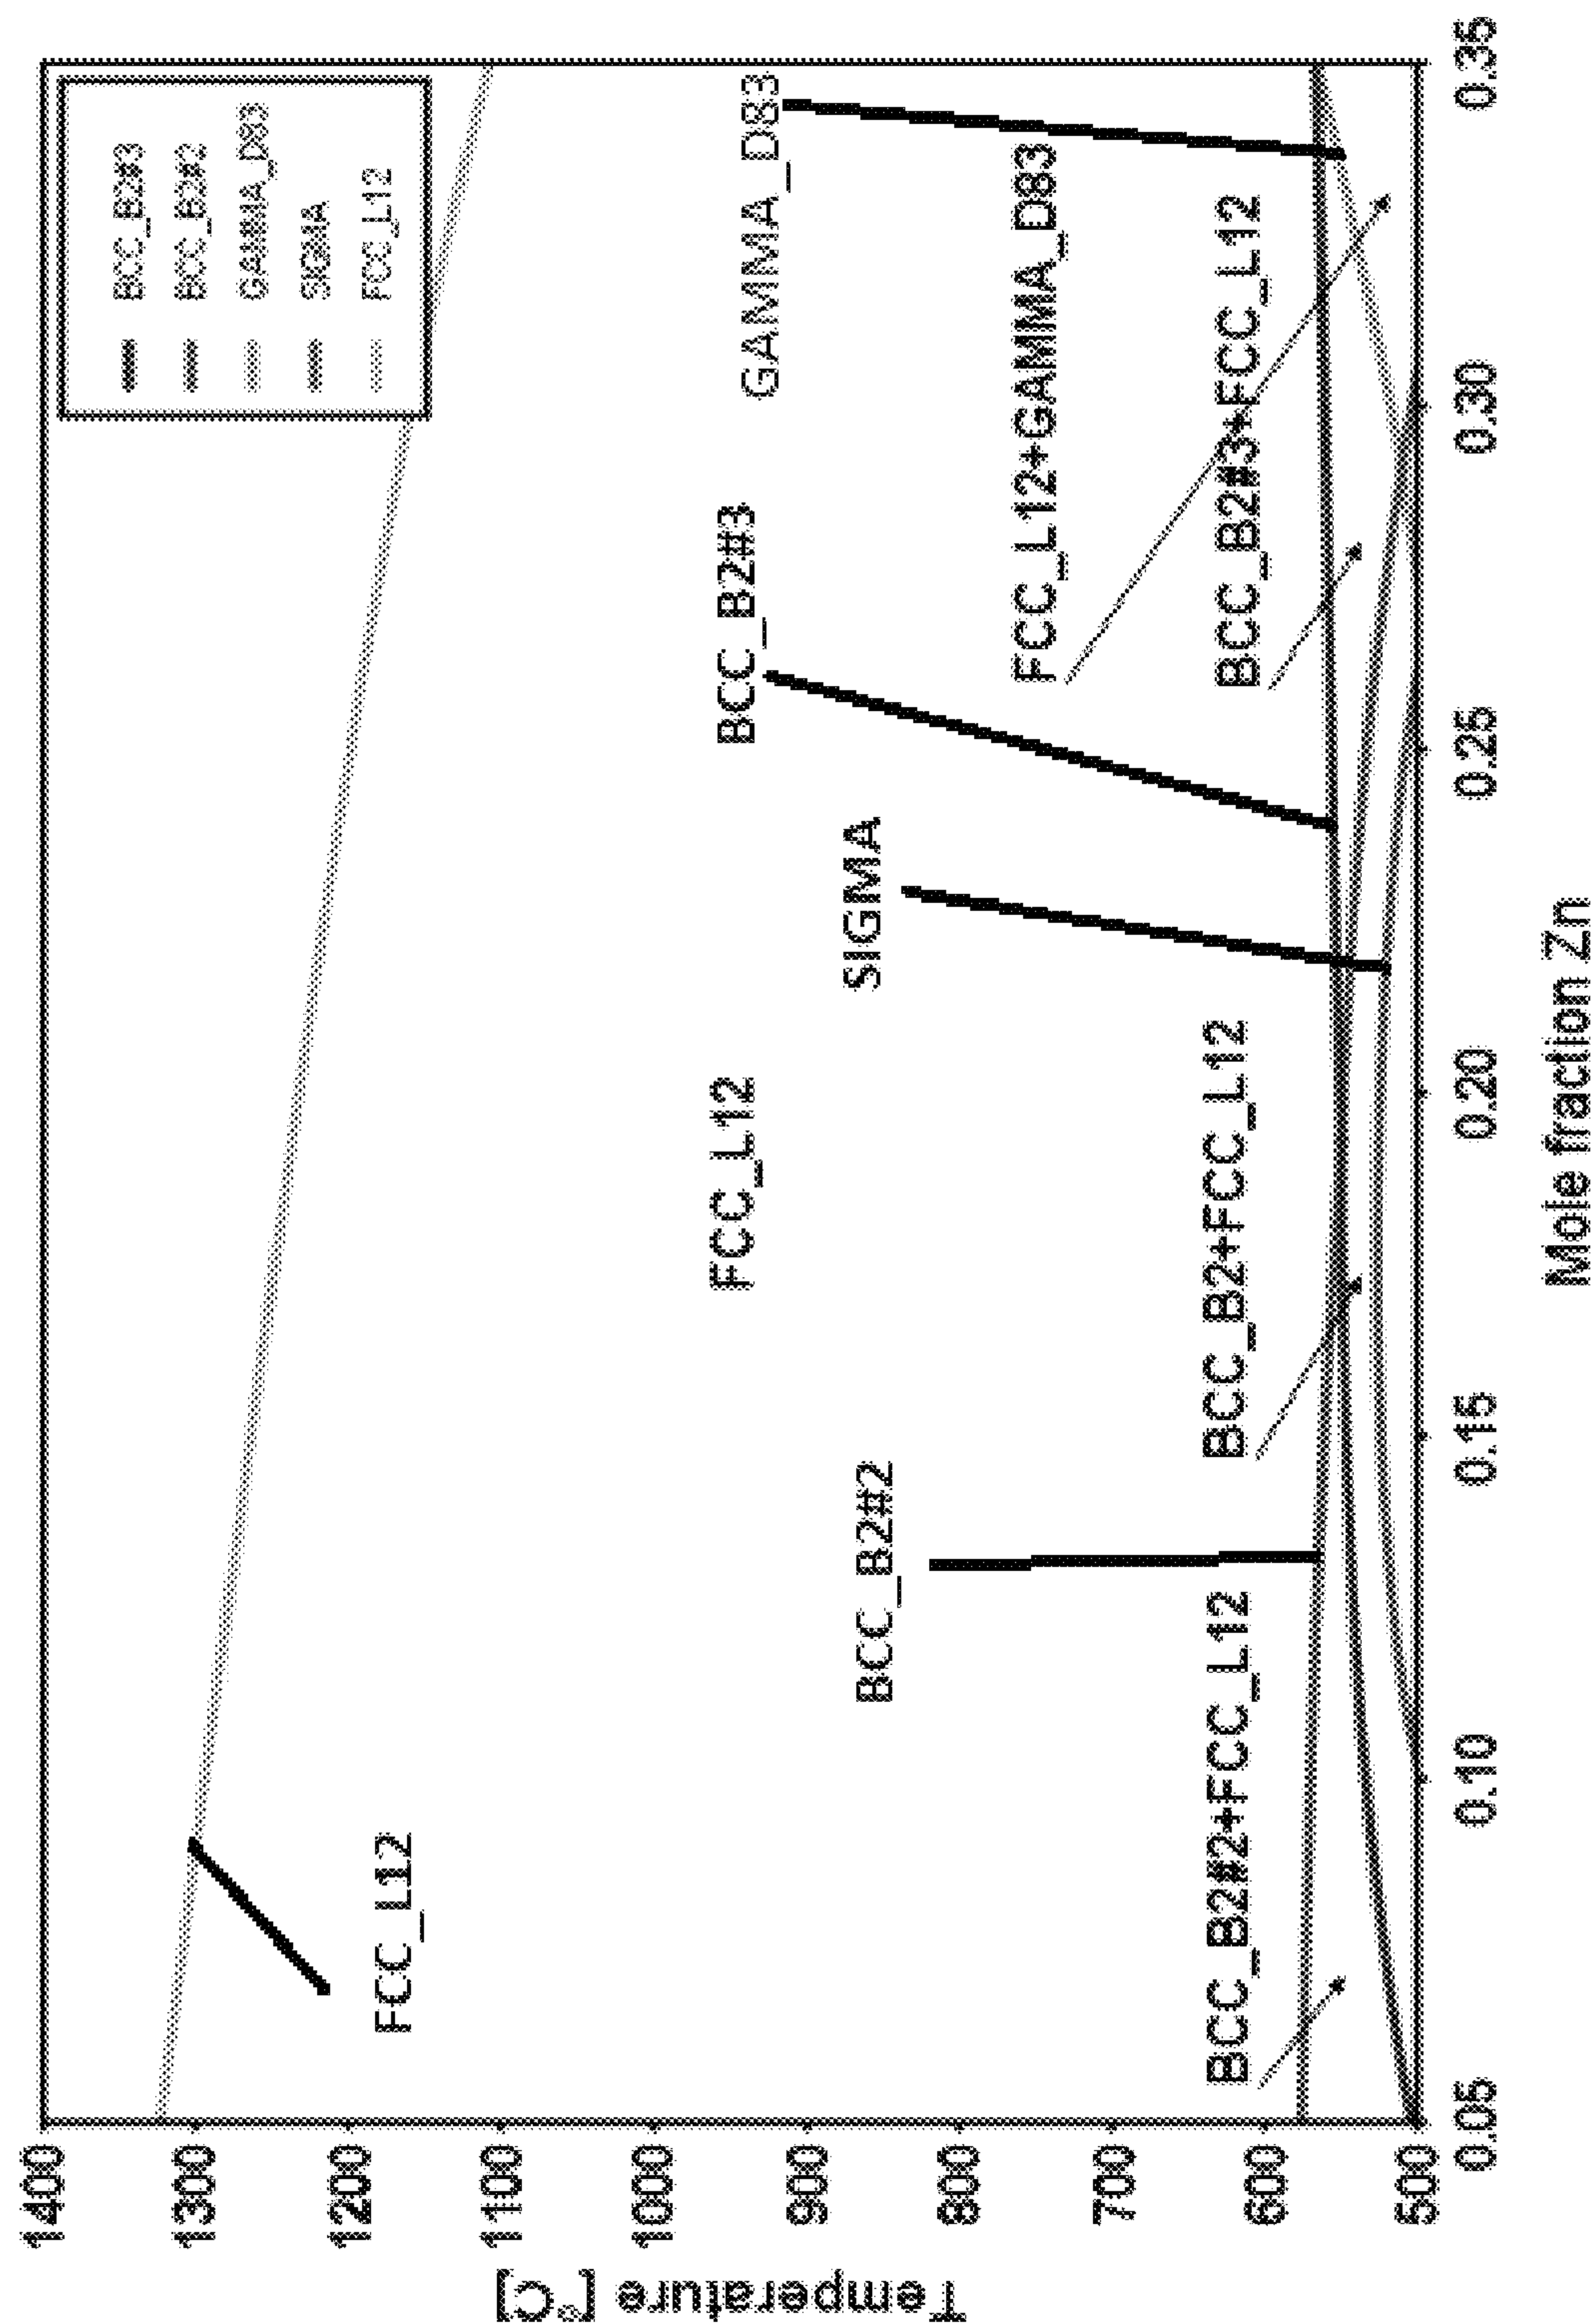 BCC_B2#3
BCC_B2#2
GAMMA_D83
SIGMA
FCC_L12
FCC_L12
FCC_L12
BCC_B2#2
SIGMA
BCC_B2#3
GAMMA_D83
FCC_L12+GAMMA_D83
BCC_B2#2+FCC_L12
BCC_B2+FCC_L12
BCC_B2#3+FCC_L12
Temperature [°C]
1400
1300
1200
1100
1000
900
800
700
600
500
0.05 0.10 0.15 0.20 0.25 0.30 0.35
Mole fraction Zn